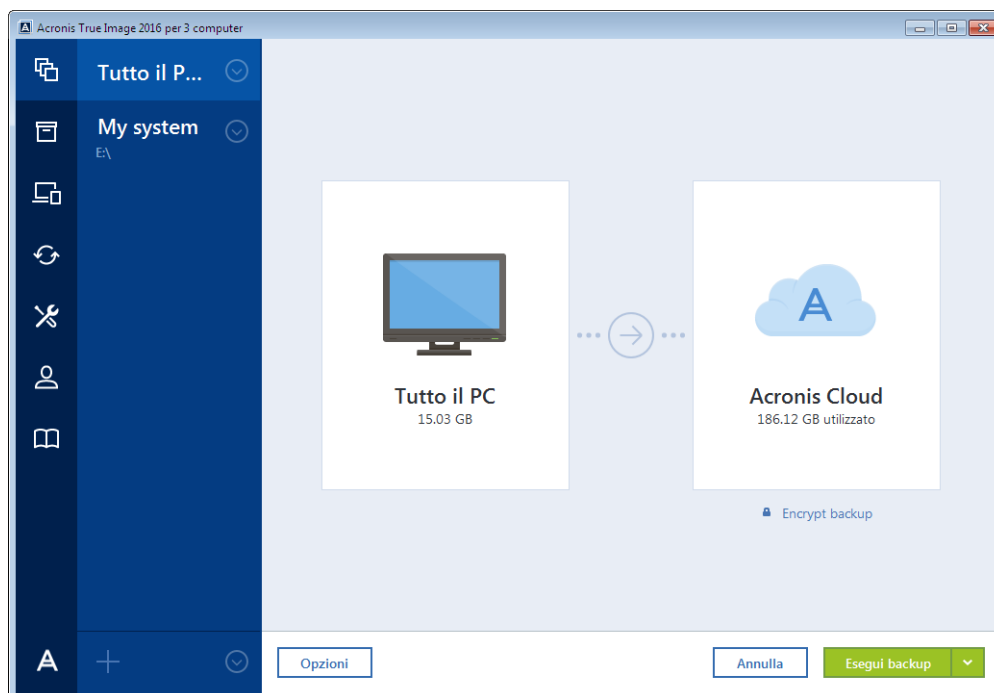 Acronis True Image 2016 per 3 computer
Tutto il P...
My system
E:\
Tutto il PC
15.03 GB
Acronis Cloud
186.12 GB utilizzato
Encrypt backup
Opzioni
Annulla
Esegui backup